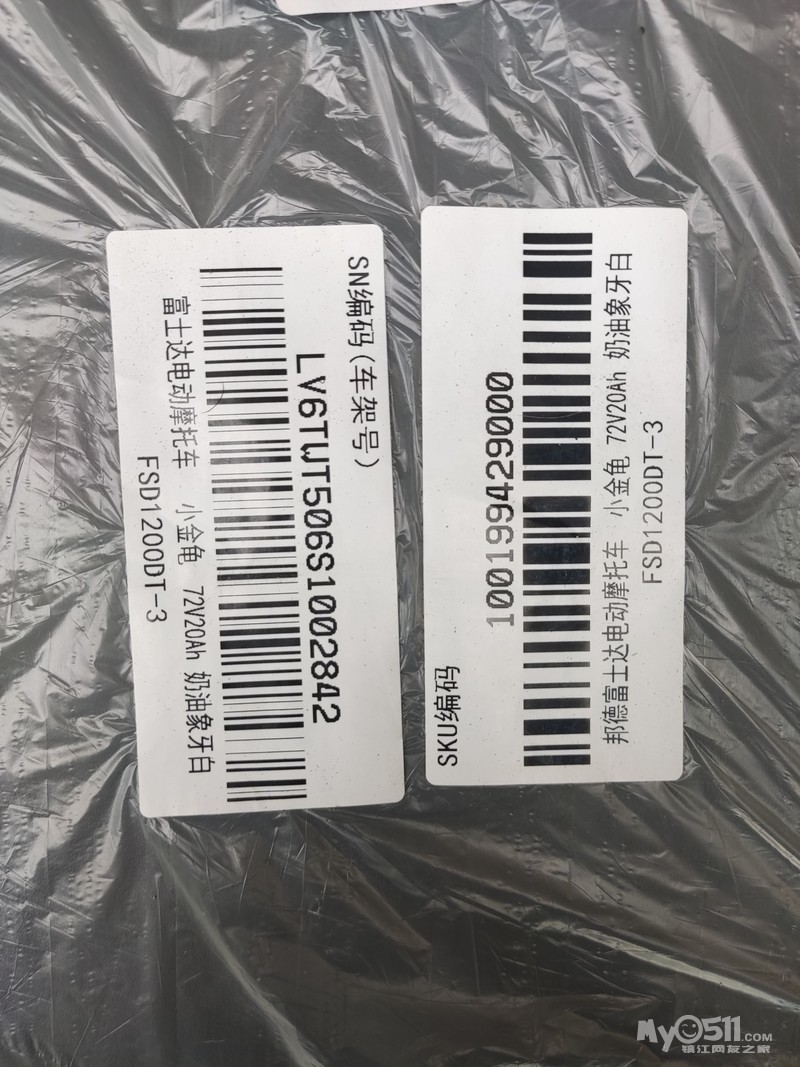 SN编码(车架号)
LV6TWT506S1002842
富士达电动摩托车 小金龟 72V20Ah 奶油象牙白
FSD1200DT-3
SKU编码
100199429000
邦德富士达电动摩托车 小金龟 72V20Ah 奶油象牙白
FSD1200DT-3
My0511.COM
镇江网友之家